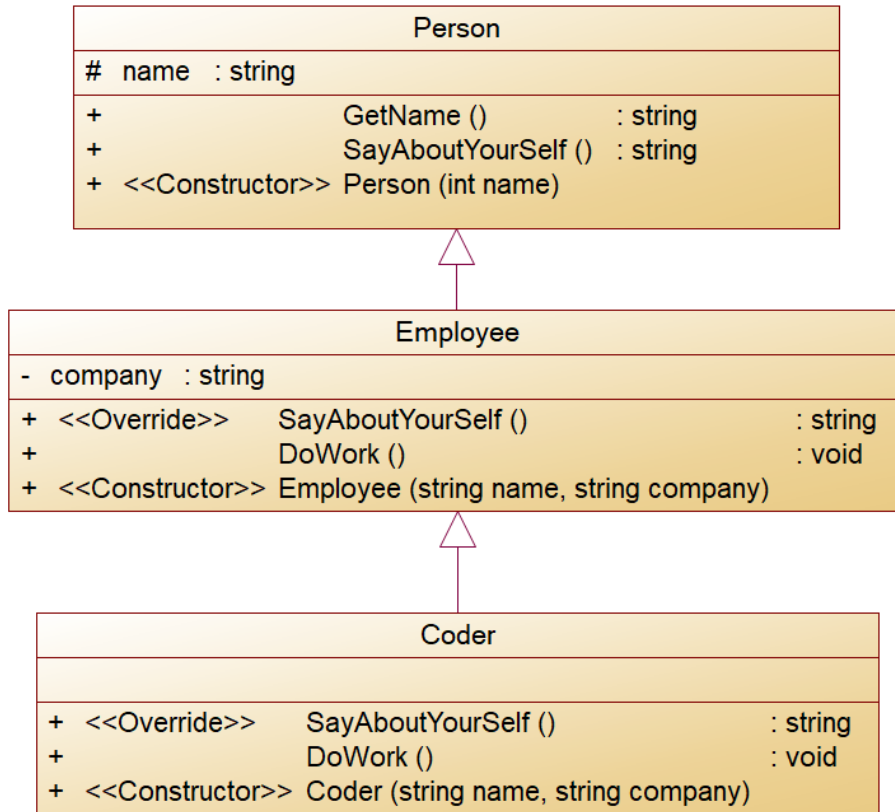 Person
# name : string
+ GetName () : string
+ SayAboutYourSelf () : string
+ <<Constructor>> Person (int name)
Employee
- company : string
+ <<Override>> SayAboutYourSelf () : string
+ DoWork () : void
+ <<Constructor>> Employee (string name, string company)
Coder
+ <<Override>> SayAboutYourSelf () : string
+ DoWork () : void
+ <<Constructor>> Coder (string name, string company)